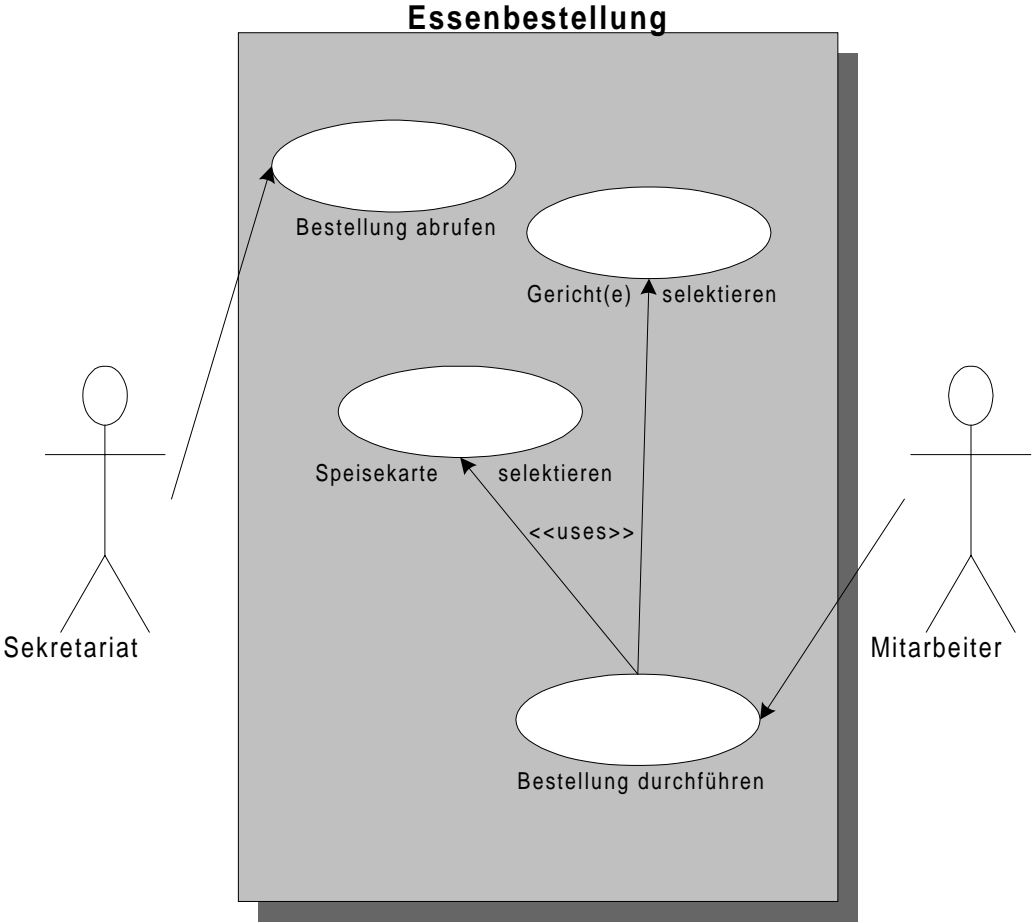 Essenbestellung
Bestellung abrufen
Gericht(e) selektieren
Speisekarte selektieren
<<uses>>
Sekretariat
Mitarbeiter
Bestellung durchführen